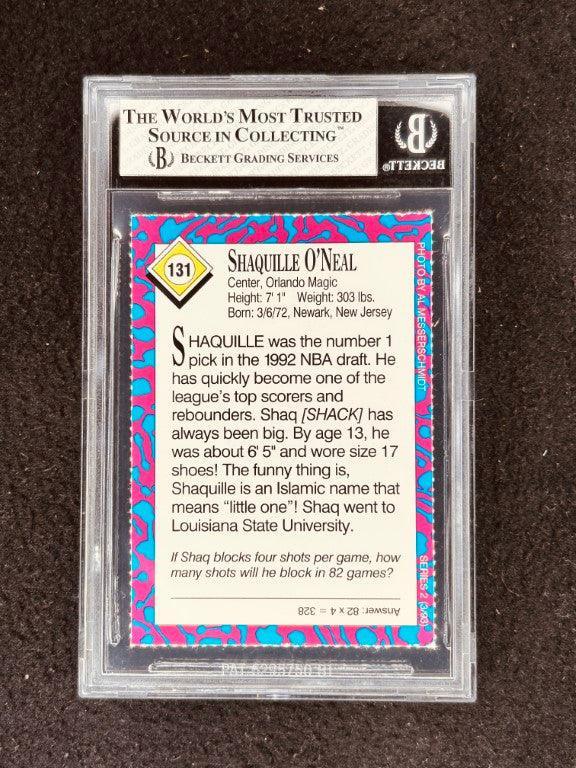 THE WORLD'S MOST TRUSTED
SOURCE IN COLLECTING™
B BECKETT GRADING SERVICES
B
BECKETT®
131
SHAQUILLE O'NEAL
Center, Orlando Magic
Height: 7' 1" Weight: 303 lbs.
Born: 3/6/72, Newark, New Jersey
SHAQUILLE was the number 1
pick in the 1992 NBA draft. He
has quickly become one of the
league's top scorers and
rebounders. Shaq [SHACK] has
always been big. By age 13, he
was about 6' 5" and wore size 17
shoes! The funny thing is,
Shaquille is an Islamic name that
means "little one"! Shaq went to
Louisiana State University.
If Shaq blocks four shots per game, how
many shots will he block in 82 games?
Answer: 82 x 4 = 328
PHOTO BY AL MESSERSCHMIDT
SERIES 2 (3/93)